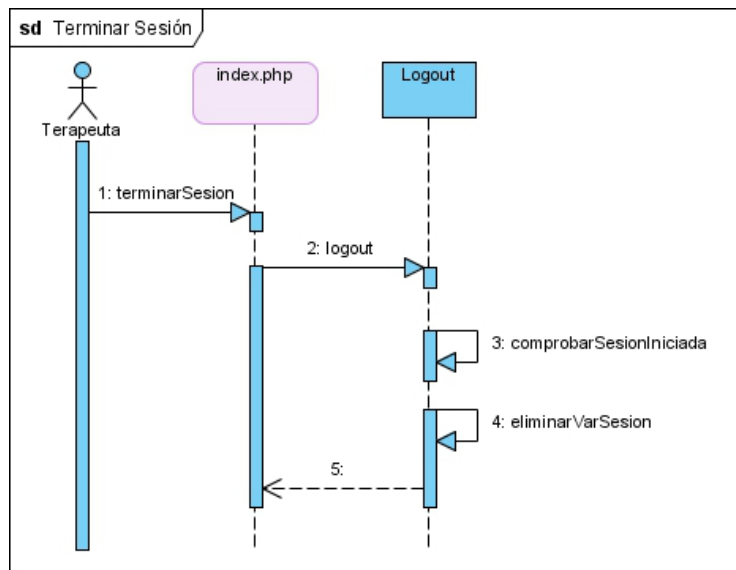 sd Terminar Sesión
index.php
Logout
Terapeuta
1: terminarSesion
2: logout
3: comprobarSesionIniciada
4: eliminarVarSesion
5: